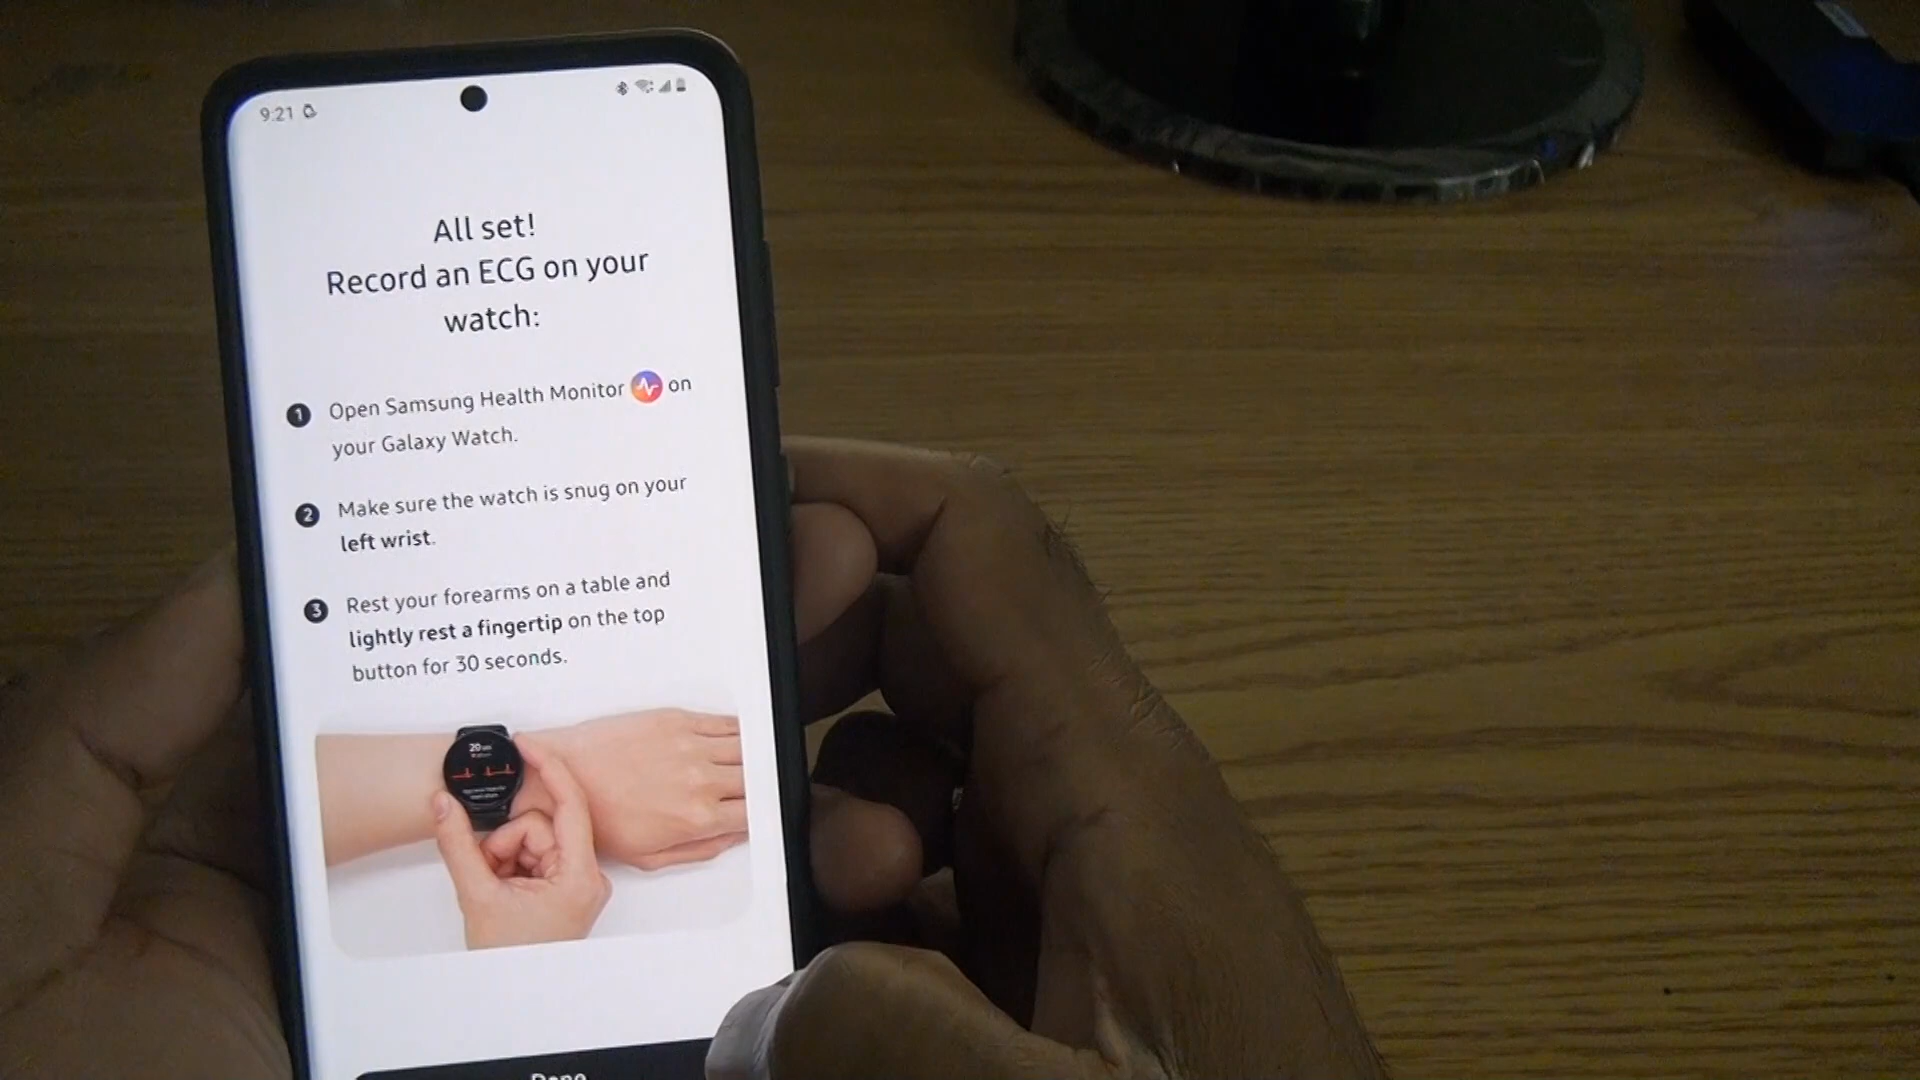 9:21
All set!
Record an ECG on your
watch:
1 Open Samsung Health Monitor on
your Galaxy Watch.
2 Make sure the watch is snug on your
left wrist.
3 Rest your forearms on a table and
lightly rest a fingertip on the top
button for 30 seconds.
20
Done